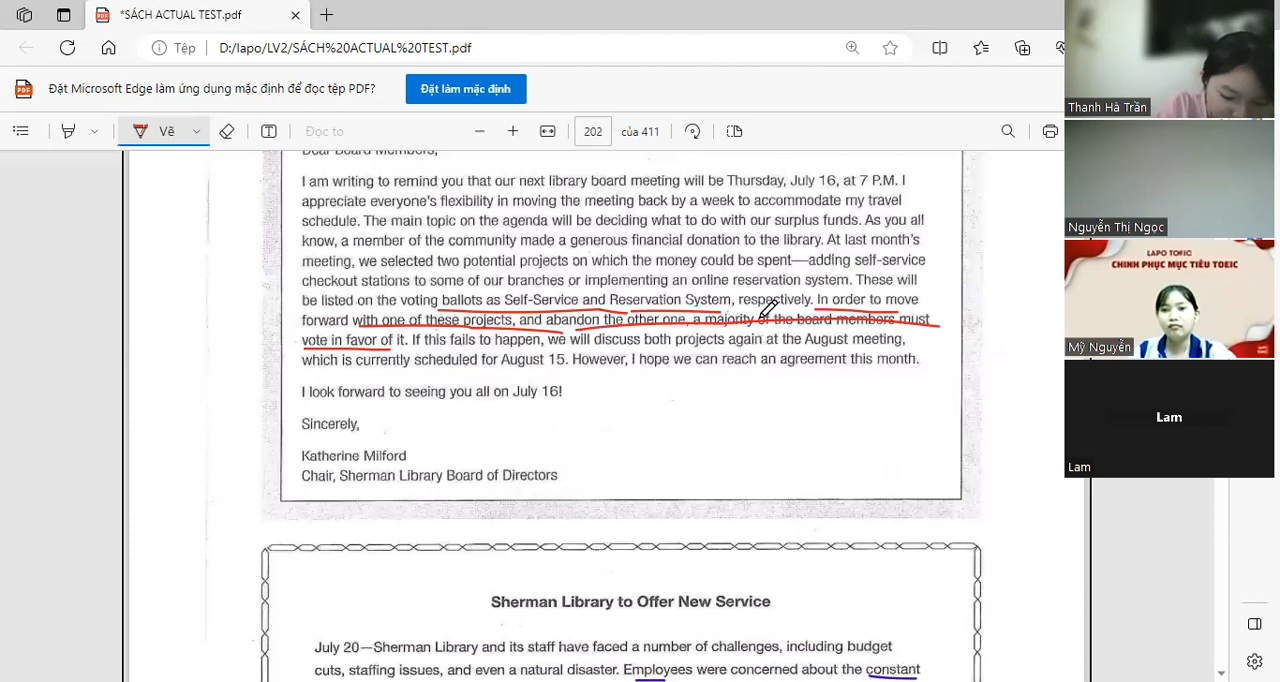 *SÁCH ACTUAL TEST.pdf
Tệp
D:/lapo/LV2/SÁCH%20ACTUAL%20TEST.pdf
Đặt Microsoft Edge làm ứng dụng mặc định để đọc tệp PDF?
Đặt làm mặc định
Vẽ
Đọc to
202
của 411
Dear Board Members,
I am writing to remind you that our next library board meeting will be Thursday, July 16, at 7 P.M. I
appreciate everyone's flexibility in moving the meeting back by a week to accommodate my travel
schedule. The main topic on the agenda will be deciding what to do with our surplus funds. As you all
know, a member of the community made a generous financial donation to the library. At last month's
meeting, we selected two potential projects on which the money could be spent—adding self-service
checkout stations to some of our branches or implementing an online reservation system. These will
be listed on the voting ballots as Self-Service and Reservation System, respectively. In order to move
forward with one of these projects, and abandon the other one, a majority of the board members must
vote in favor of it. If this fails to happen, we will discuss both projects again at the August meeting,
which is currently scheduled for August 15. However, I hope we can reach an agreement this month.
I look forward to seeing you all on July 16!
Sincerely,
Katherine Milford
Chair, Sherman Library Board of Directors
Sherman Library to Offer New Service
July 20—Sherman Library and its staff have faced a number of challenges, including budget
cuts, staffing issues, and even a natural disaster. Employees were concerned about the constant
Thanh Hà Trần
Nguyễn Thị Ngọc
LAPO TOEIC
CHINH PHỤC MỤC TIÊU TOEIC
Mỹ Nguyễn
Lam
Lam